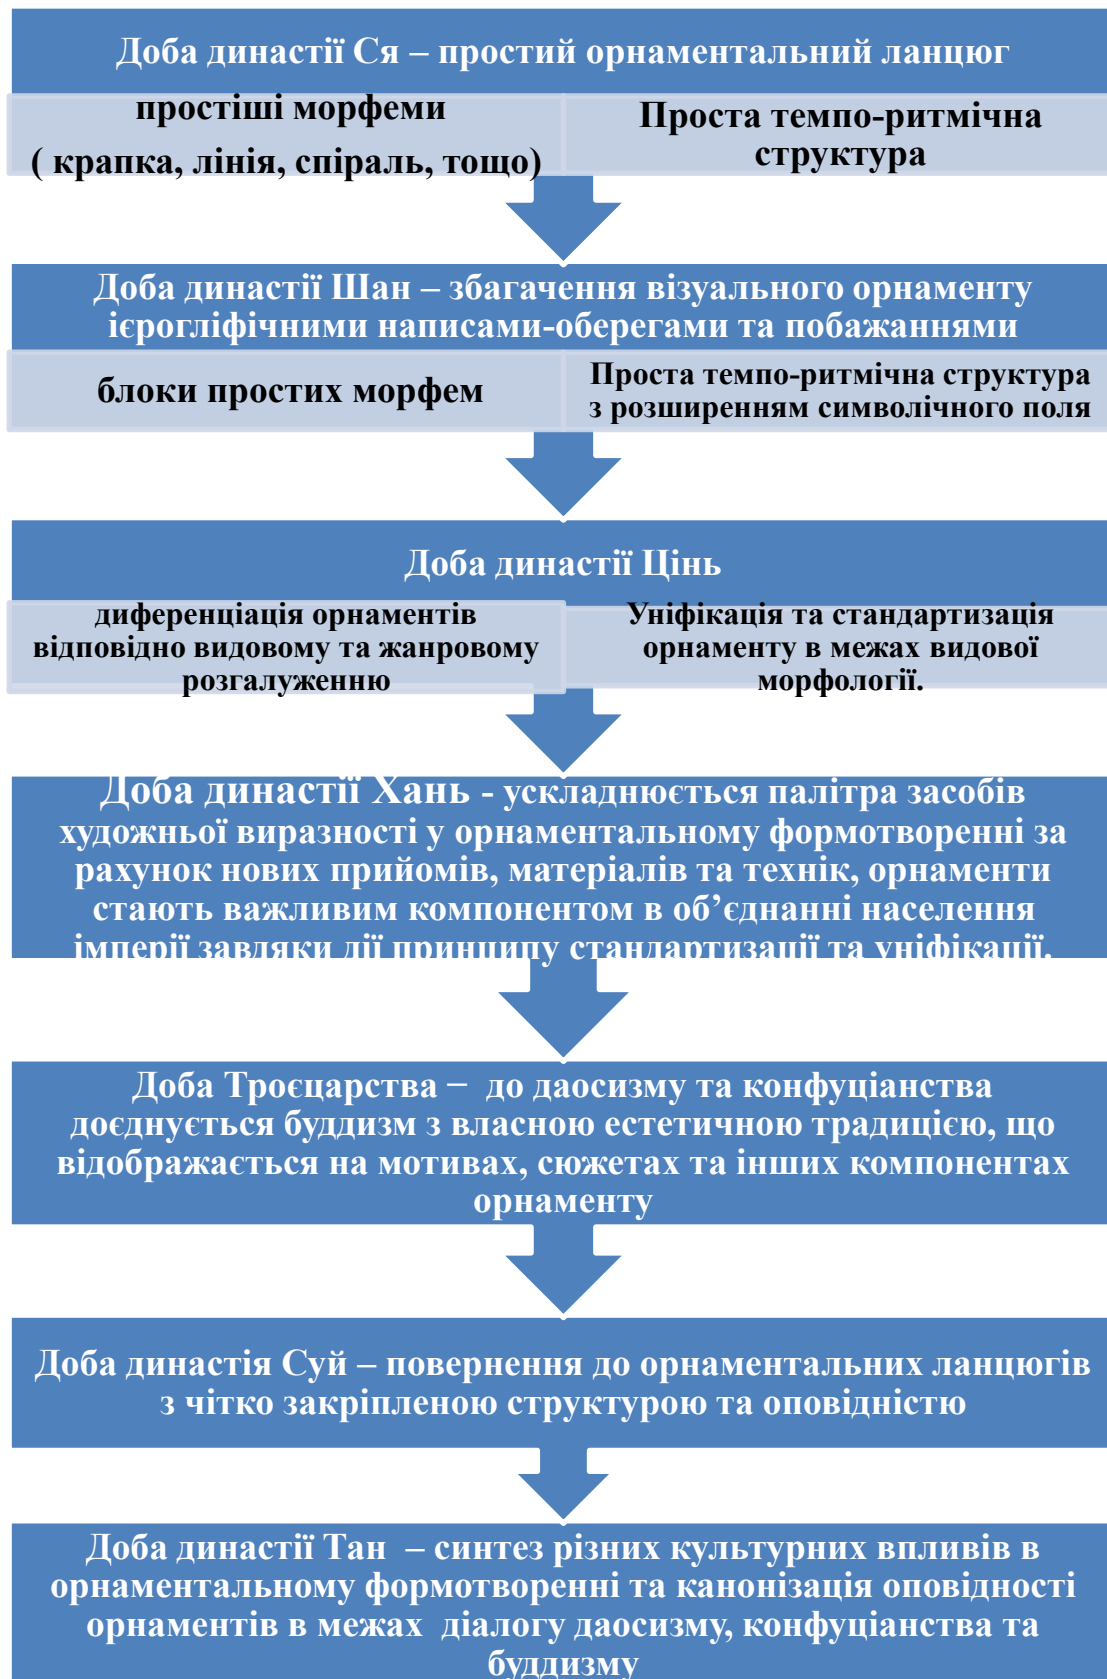 Доба династії Ся – простий орнаментальний ланцюг
простіші морфеми
( крапка, лінія, спіраль, тощо)
Проста темпо-ритмічна
структура
Доба династії Шан – збагачення візуального орнаменту
ієрогліфічними написами-оберегами та побажаннями
блоки простих морфем
Проста темпо-ритмічна структура
з розширенням символічного поля
Доба династії Цінь
диференціація орнаментів
відповідно видовому та жанровому
розгалуженню
Уніфікація та стандартизація
орнаменту в межах видової
морфології.
Доба династії Хань - ускладнюється палітра засобів
художньої виразності у орнаментальному формотворенні за
рахунок нових прийомів, матеріалів та технік, орнаменти
стають важливим компонентом в об’єднанні населення
імперії завдяки дії принципу стандартизації та уніфікації.
Доба Троєцарства − до даосизму та конфуціанства
доєднується буддизм з власною естетичною традицією, що
відображається на мотивах, сюжетах та інших компонентах
орнаменту
Доба династія Суй – повернення до орнаментальних ланцюгів
з чітко закріпленою структурою та оповідністю
Доба династії Тан – синтез різних культурних впливів в
орнаментальному формотворенні та канонізація оповідності
орнаментів в межах діалогу даосизму, конфуціанства та
буддизму